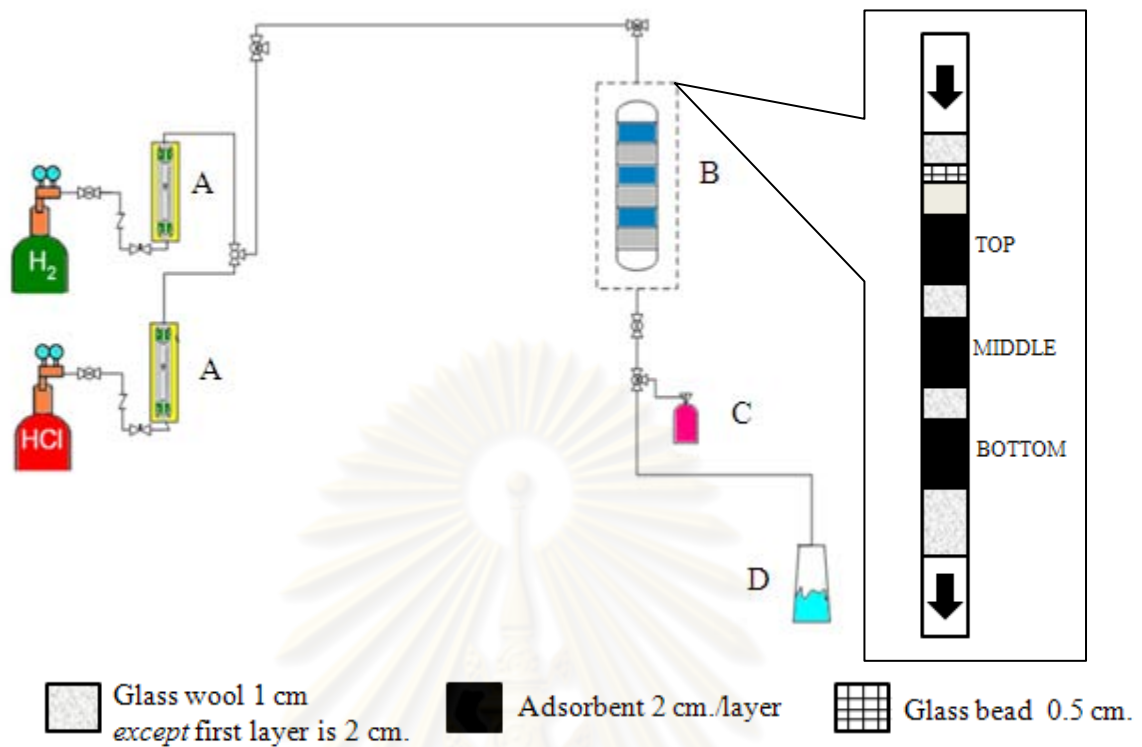 A
B
H2
TOP
A
MIDDLE
C
HCl
BOTTOM
D
Glass wool 1 cm
except first layer is 2 cm.
Adsorbent 2 cm./layer
Glass bead 0.5 cm.